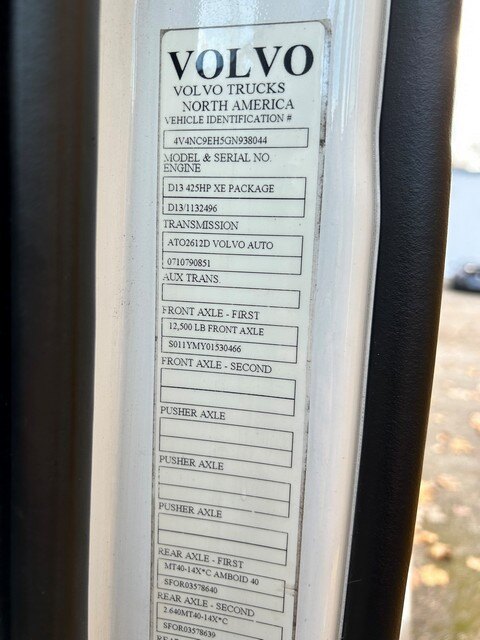 VOLVO
VOLVO TRUCKS
NORTH AMERICA
VEHICLE IDENTIFICATION #
4V4NC9EH5GN938044
MODEL & SERIAL NO.
ENGINE
D13 425HP XE PACKAGE
D13/1132496
TRANSMISSION
ATO2612D VOLVO AUTO
0710790851
AUX TRANS.
FRONT AXLE - FIRST
12,500 LB FRONT AXLE
S011YMY01530466
FRONT AXLE - SECOND
PUSHER AXLE
PUSHER AXLE
PUSHER AXLE
REAR AXLE - FIRST
MT40-14X*C AMBOID 40
SFOR03578640
REAR AXLE - SECOND
2.640MT40-14X*C
SFOR03578639